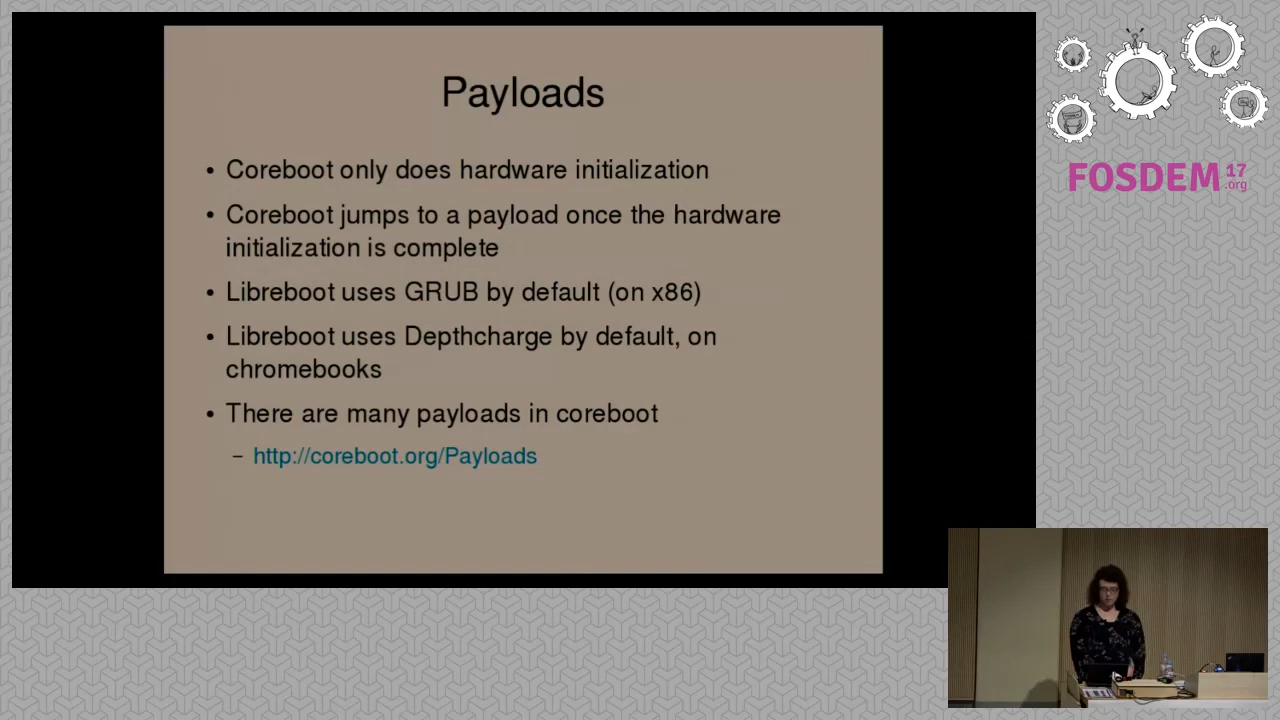 Payloads
• Coreboot only does hardware initialization
• Coreboot jumps to a payload once the hardware
initialization is complete
• Libreboot uses GRUB by default (on x86)
• Libreboot uses Depthcharge by default, on
chromebooks
• There are many payloads in coreboot
– http://coreboot.org/Payloads
FOSDEM 17
.org